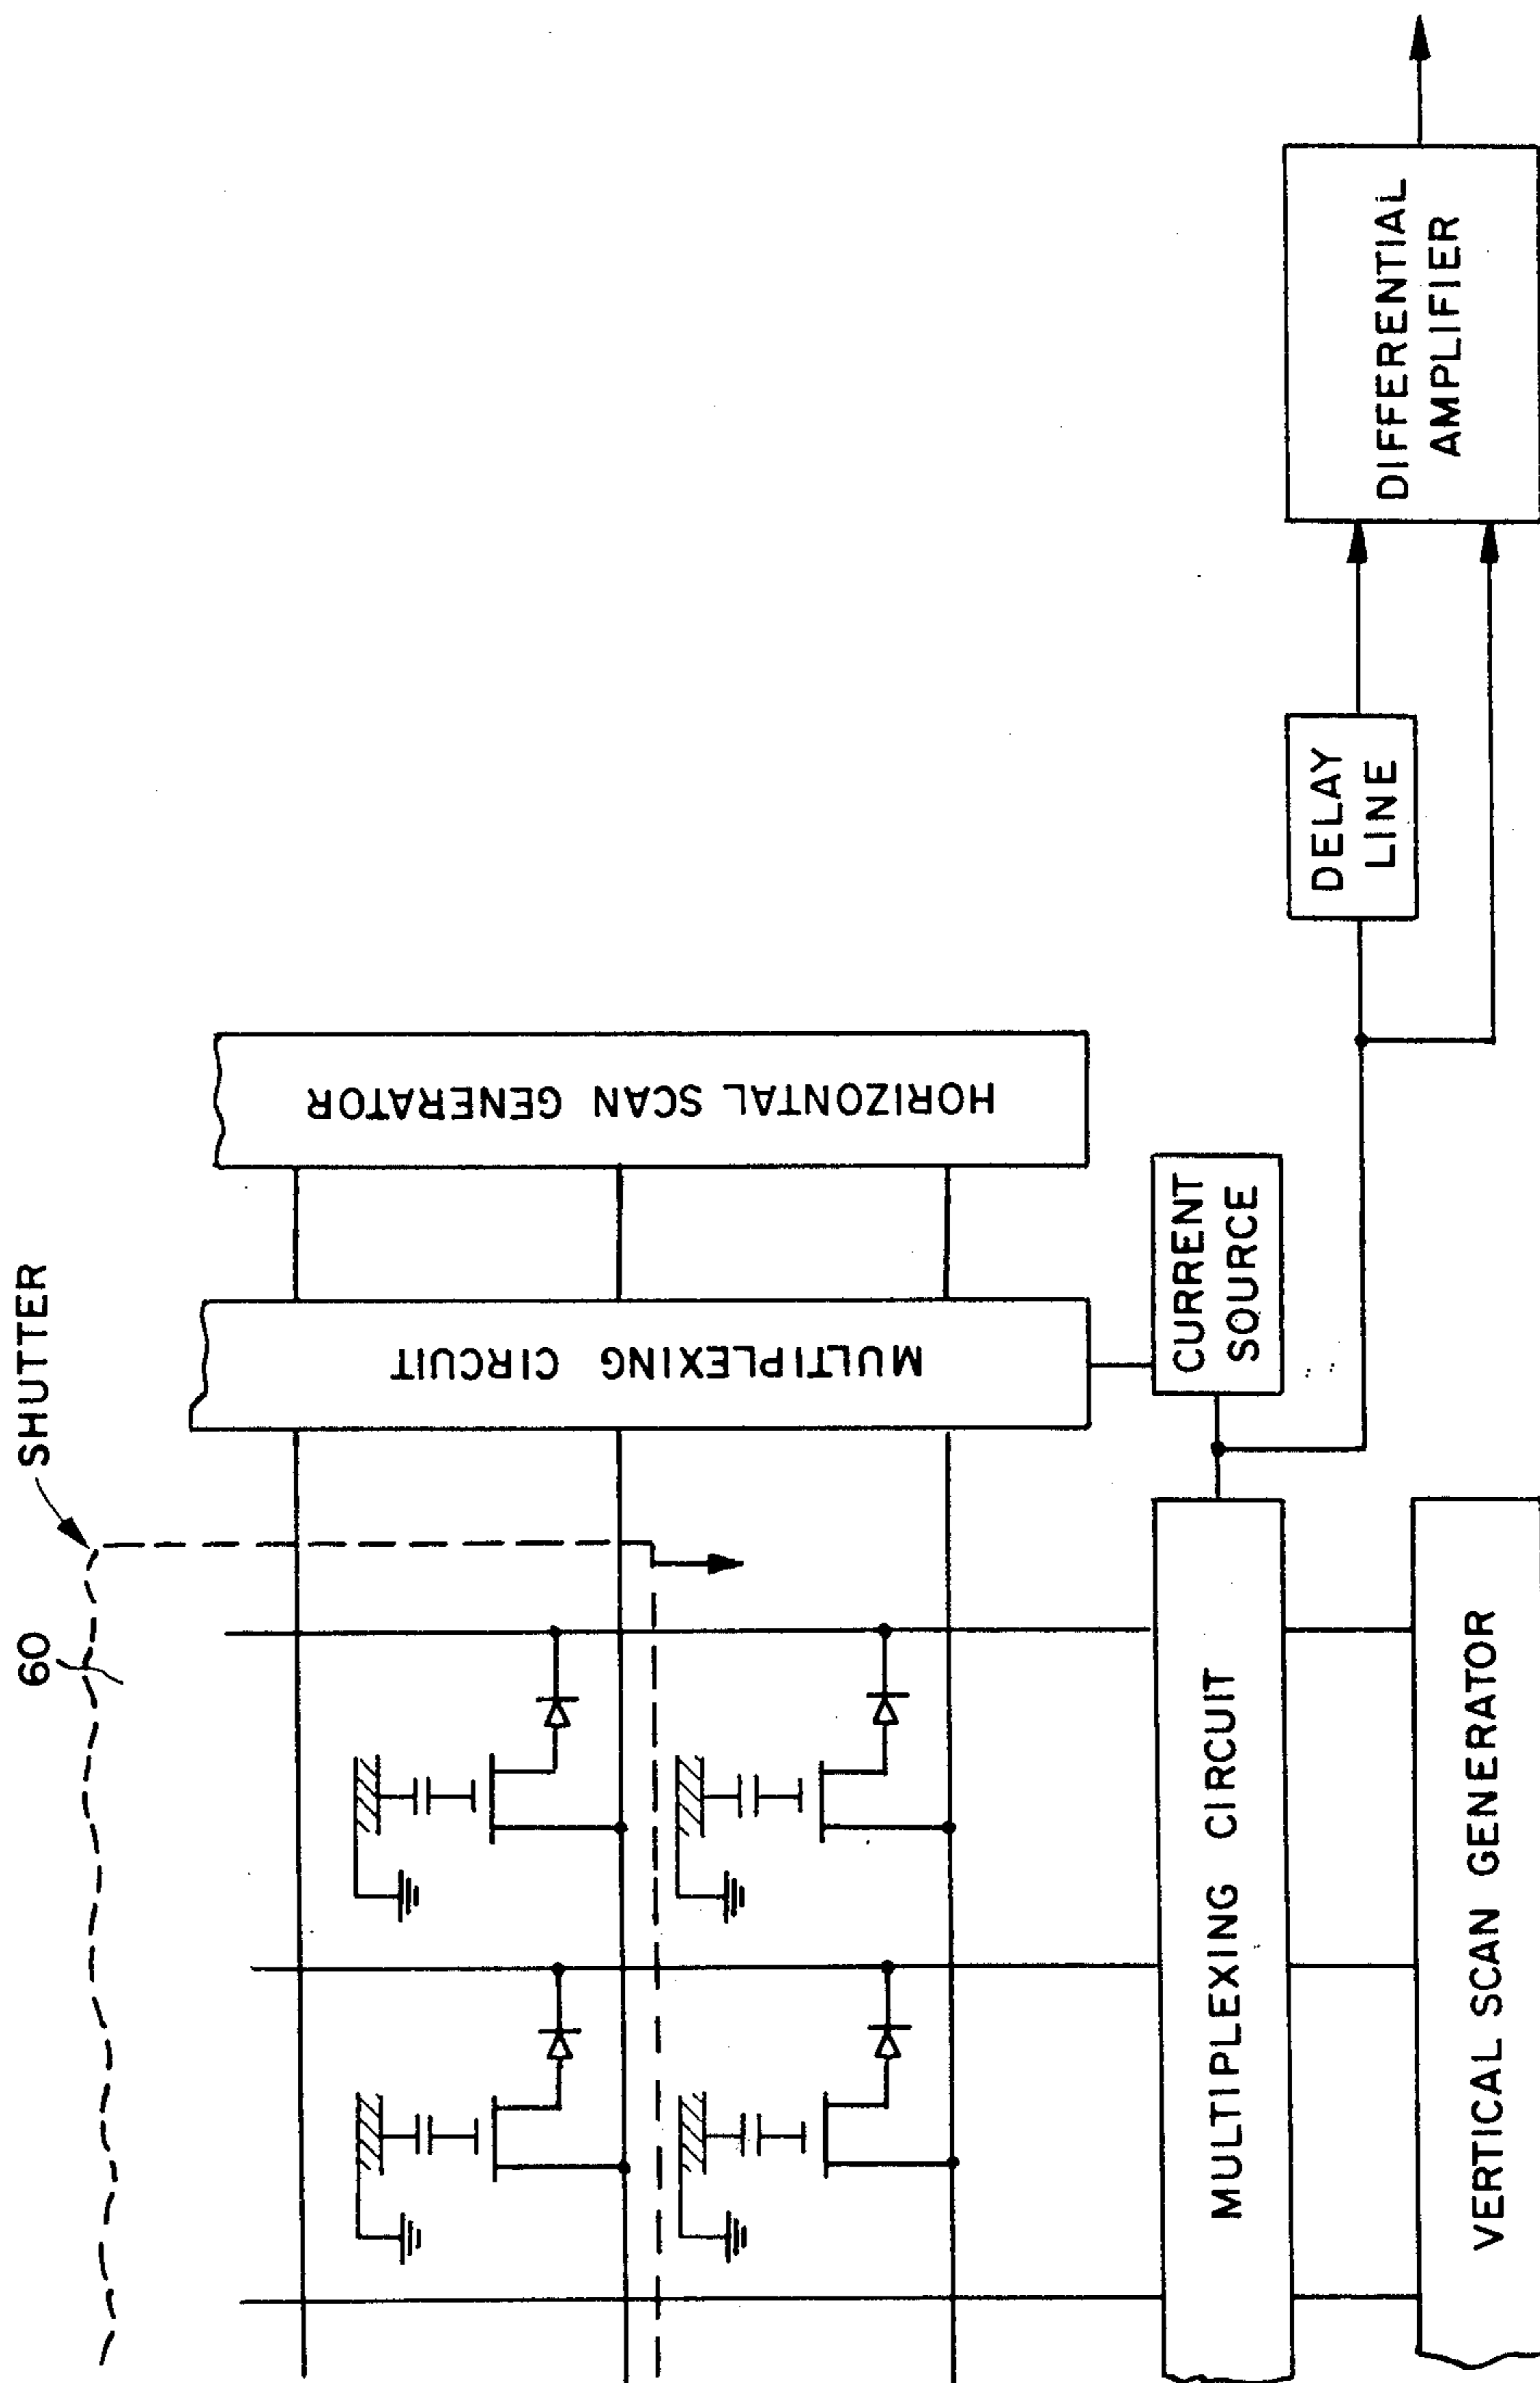 SHUTTER
60
HORIZONTAL SCAN GENERATOR
MULTIPLEXING CIRCUIT
CURRENT
SOURCE
MULTIPLEXING CIRCUIT
VERTICAL SCAN GENERATOR
DELAY
LINE
DIFFERENTIAL
AMPLIFIER